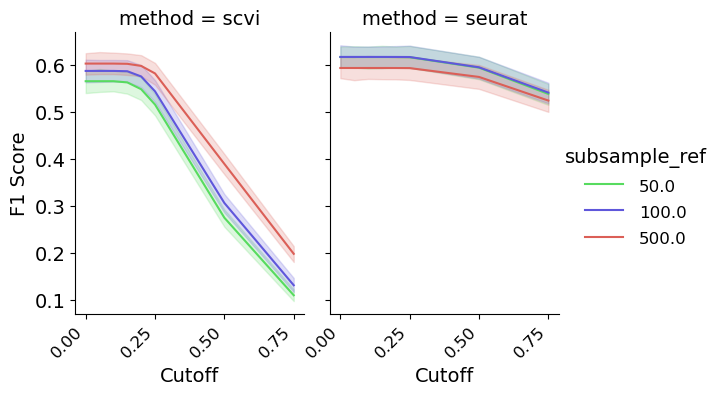 method = scvi
method = seurat
F1 Score
0.6
0.5
0.4
0.3
0.2
0.1
0.00
0.25
0.50
0.75
0.00
0.25
0.50
0.75
Cutoff
Cutoff
subsample_ref
50.0
100.0
500.0